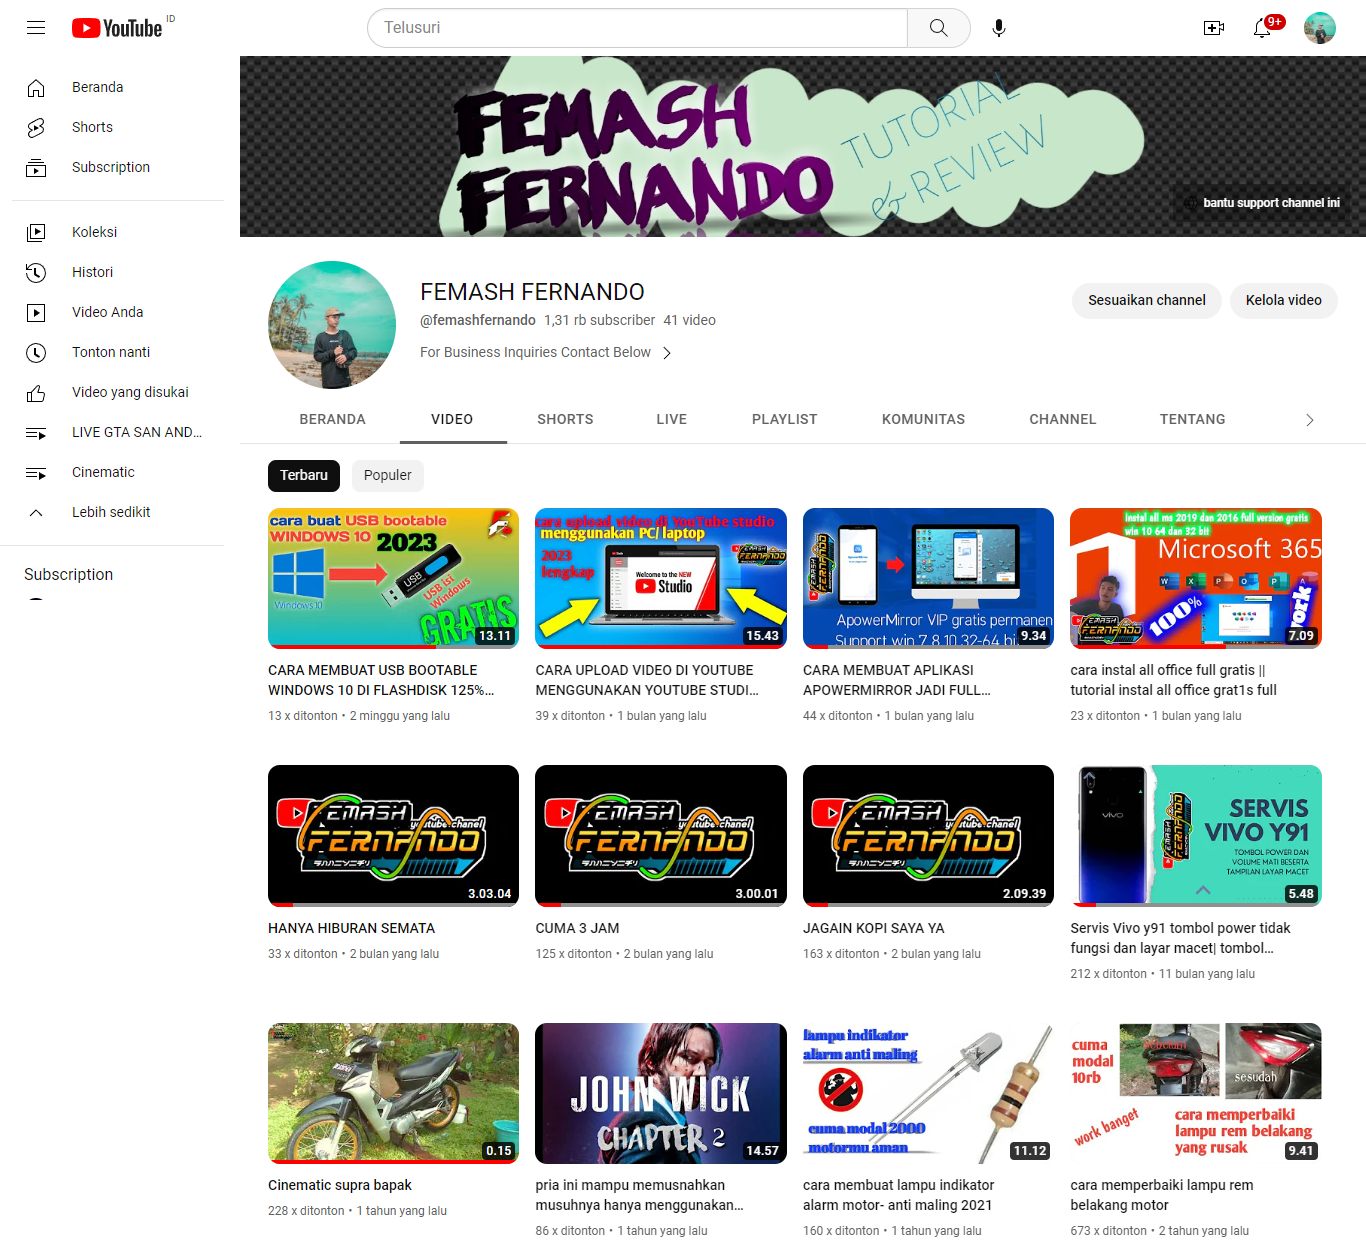 YouTube ID
Telusuri
9+
Beranda
Shorts
Subscription
Koleksi
Histori
Video Anda
Tonton nanti
Video yang disukai
LIVE GTA SAN AND...
Cinematic
Lebih sedikit
Subscription
FEMASH
FERNANDO
TUTORIAL
& REVIEW
bantu support channel ini
FEMASH FERNANDO
@femashfernando 1,31 rb subscriber 41 video
For Business Inquiries Contact Below
Sesuaikan channel
Kelola video
BERANDA VIDEO SHORTS LIVE PLAYLIST KOMUNITAS CHANNEL TENTANG
Terbaru Populer
cara buat USB bootable
WINDOWS 10 2023
Windows10
USB
USB isi
Windows
GRATIS
13.11
CARA MEMBUAT USB BOOTABLE
WINDOWS 10 DI FLASHDISK 125%...
13 x ditonton • 2 minggu yang lalu
cara upload video di YouTube studio
menggunakan PC/ laptop
2023
lengkap
FEMASH
FERNANDO
Welcome to the NEW
Studio
15.43
CARA UPLOAD VIDEO DI YOUTUBE
MENGGUNAKAN YOUTUBE STUDI...
39 x ditonton • 1 bulan yang lalu
FEMASH
FERNANDO
ApowerMirror
ApowerMirror VIP gratis permanen
Support win 7,8,10 32-64 bit
9.34
CARA MEMBUAT APLIKASI
APOWERMIRROR JADI FULL...
44 x ditonton • 1 bulan yang lalu
Instal all ms 2019 dan 2016 full version gratis
win 10 64 dan 32 bit
Microsoft 365
100%
work
FEMASH
FERNANDO
7.09
cara instal all office full gratis ||
tutorial instal all office grat1s full
23 x ditonton • 1 bulan yang lalu
FEMASH
youtube chanel
FERNANDO
3.03.04
HANYA HIBURAN SEMATA
33 x ditonton • 2 bulan yang lalu
FEMASH
youtube chanel
FERNANDO
3.00.01
CUMA 3 JAM
125 x ditonton • 2 bulan yang lalu
FEMASH
youtube chanel
FERNANDO
2.09.39
JAGAIN KOPI SAYA YA
163 x ditonton • 2 bulan yang lalu
vivo
FEMASH
FERNANDO
SERVIS
VIVO Y91
TOMBOL POWER DAN
VOLUME MATI BESERTA
TAMPILAN LAYAR MACET
5.48
Servis Vivo y91 tombol power tidak
fungsi dan layar macet| tombol...
212 x ditonton • 11 bulan yang lalu
0.15
Cinematic supra bapak
228 x ditonton • 1 tahun yang lalu
JOHN WICK
CHAPTER 2
14.57
pria ini mampu memusnahkan
musuhnya hanya menggunakan...
86 x ditonton • 1 tahun yang lalu
lampu indikator
alarm anti maling
cuma modal 2000
motormu aman
11.12
cara membuat lampu indikator
alarm motor- anti maling 2021
160 x ditonton • 1 tahun yang lalu
cuma
modal
10rb
sebelum
sesudah
work banget
cara memperbaiki
lampu rem belakang
yang rusak
9.41
cara memperbaiki lampu rem
belakang motor
673 x ditonton • 2 tahun yang lalu